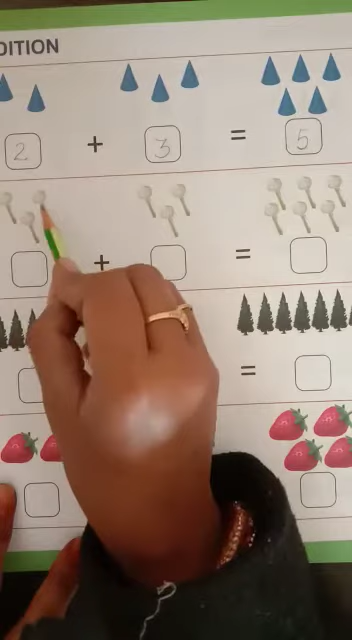 DITION
2 + 3 = 5
+ =
=